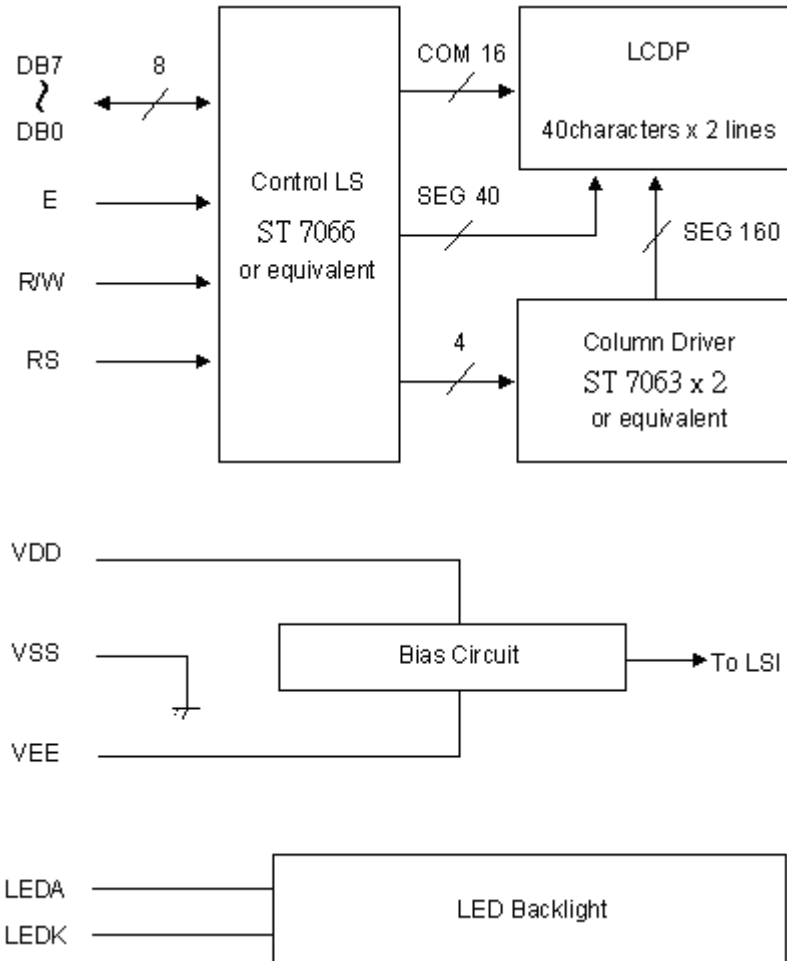 DB7
8
DB0
E
R/W
RS
Control LS
ST 7066
or equivalent
COM 16
SEG 40
4
LCDP
40characters x 2 lines
SEG 160
Column Driver
ST 7063 x 2
or equivalent
VDD
VSS
VEE
Bias Circuit
To LSI
LEDA
LEDK
LED Backlight